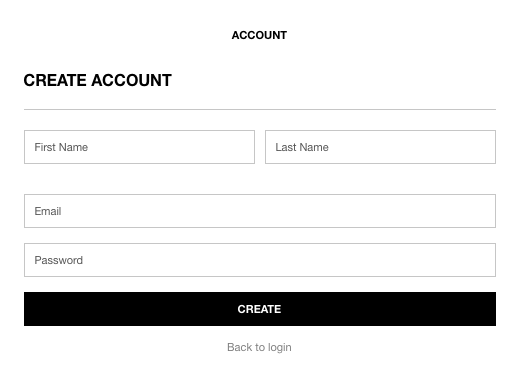 ACCOUNT
CREATE ACCOUNT
First Name Last Name
Email
Password
CREATE
Back to login